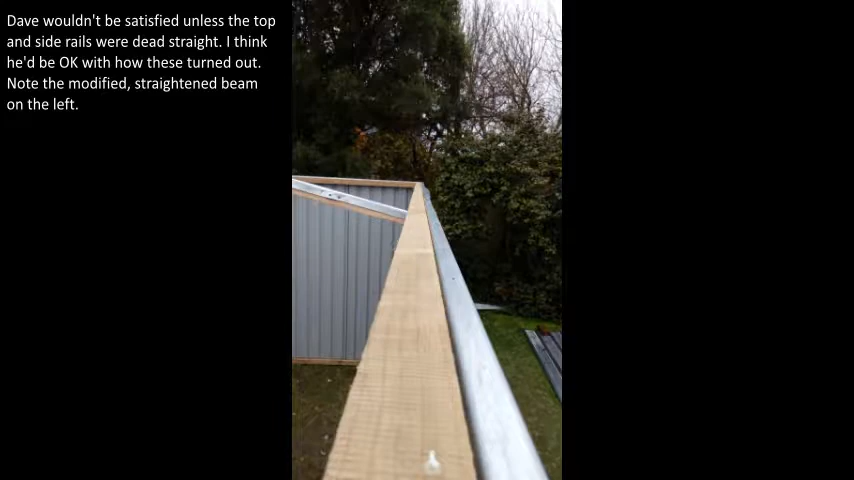 Dave wouldn't be satisfied unless the top
and side rails were dead straight. I think
he'd be OK with how these turned out.
Note the modified, straightened beam
on the left.